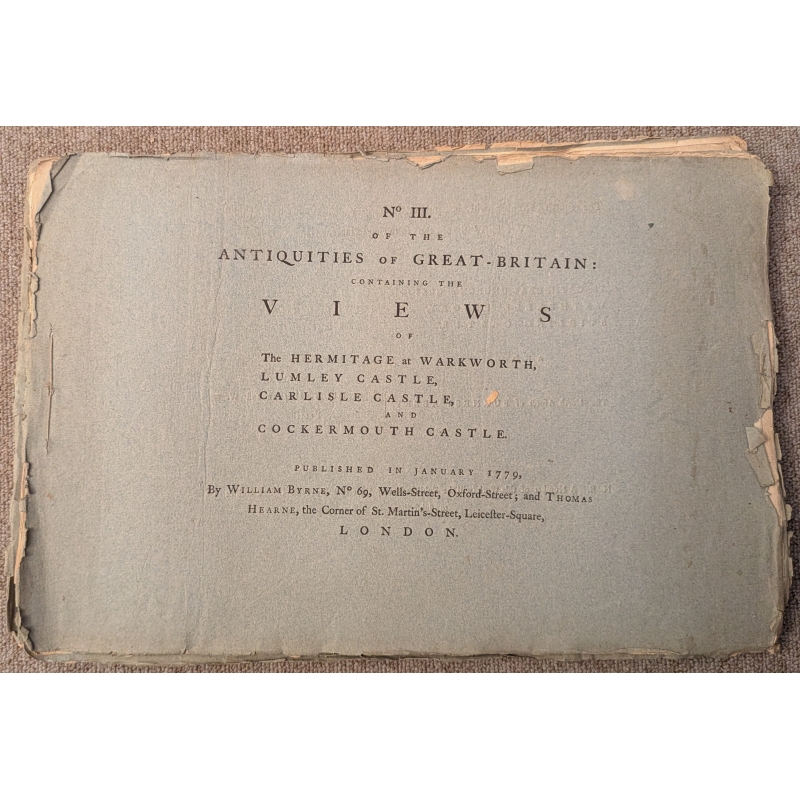 Nº III.
OF THE
ANTIQUITIES OF GREAT-BRITAIN:
CONTAINING THE
VIEWS
OF
The HERMITAGE at WARKWORTH,
LUMLEY CASTLE,
CARLISLE CASTLE,
AND
COCKERMOUTH CASTLE.
PUBLISHED IN JANUARY 1779,
By WILLIAM BYRNE, Nº 69, Wells-Street, Oxford-Street; and THOMAS
HEARNE, the Corner of St. Martin's-Street, Leiceſter-Square,
LONDON.